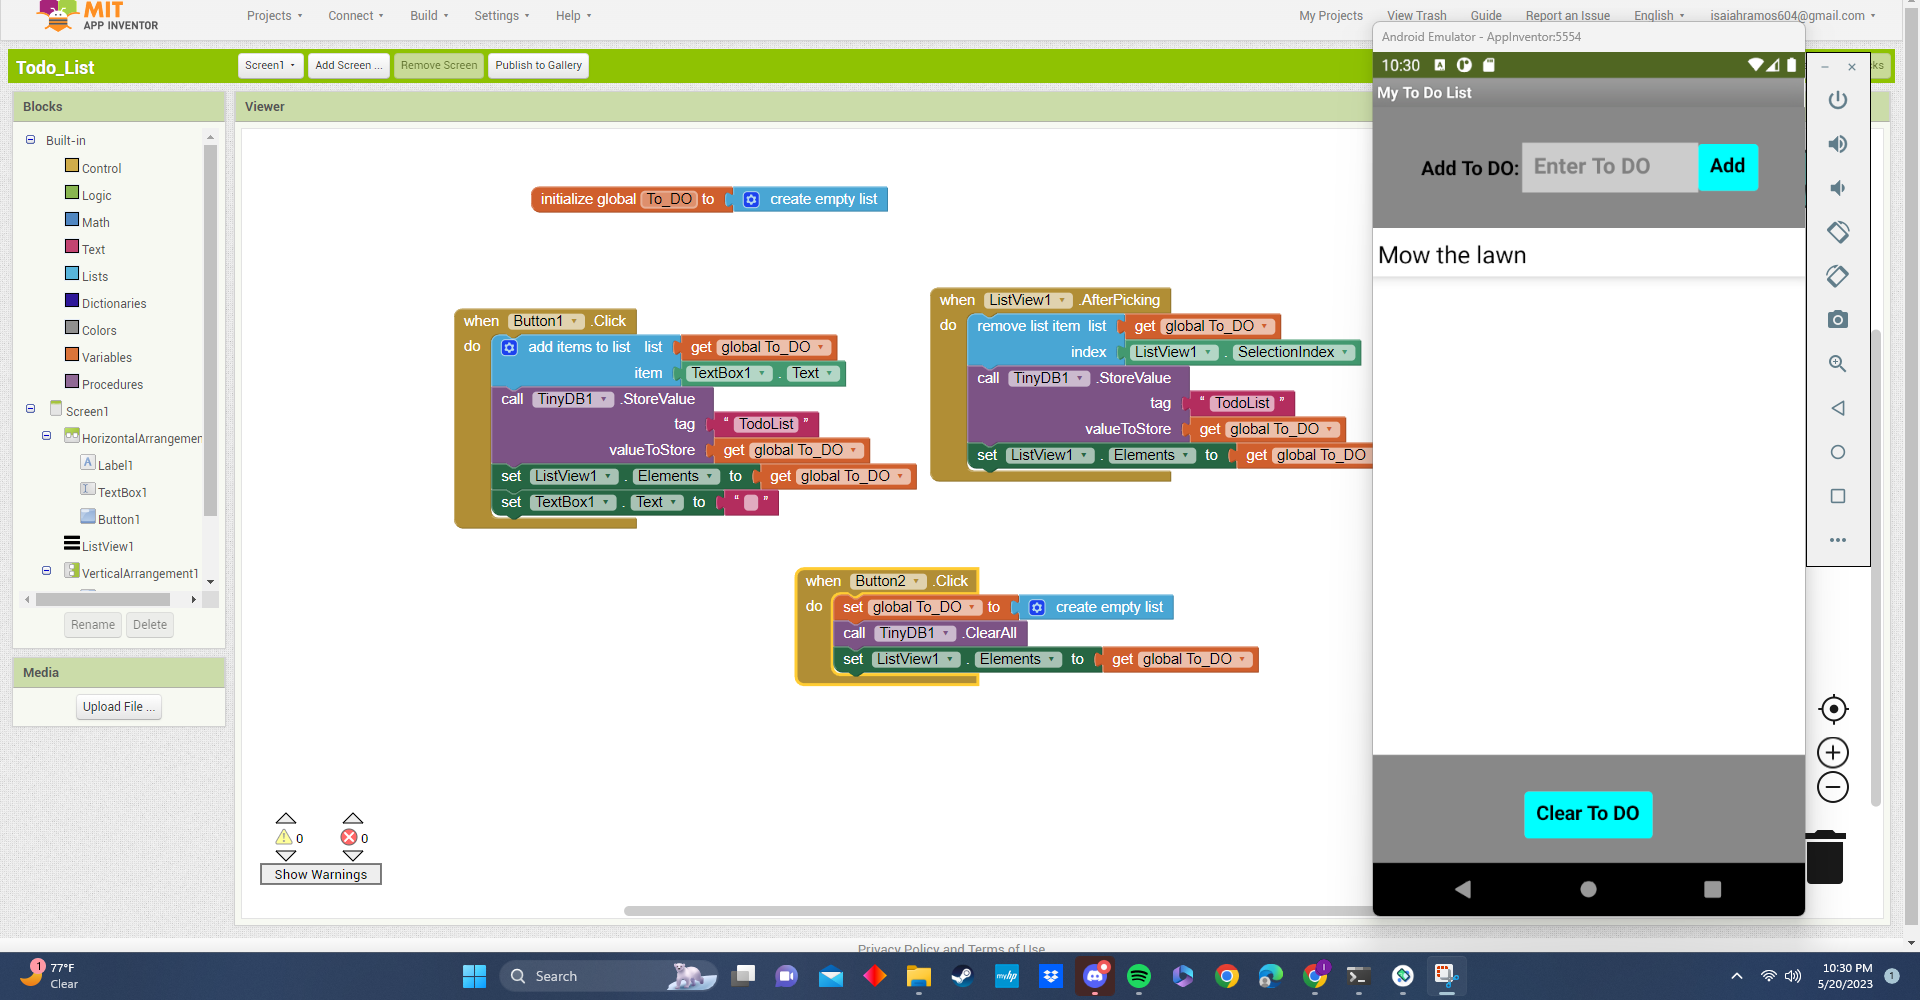 MIT
APP INVENTOR
Projects
Connect
Build
Settings
Help
My Projects
View Trash
Guide
Report an Issue
English
isaiahramos604@gmail.com
Todo_List
Screen1
Add Screen ...
Remove Screen
Publish to Gallery
Blocks
Viewer
Built-in
Control
Logic
Math
Text
Lists
Dictionaries
Colors
Variables
Procedures
Screen1
HorizontalArrangemer
Label1
TextBox1
Button1
ListView1
VerticalArrangement1
Rename
Delete
Media
Upload File ...
initialize global To_DO to create empty list
when Button1 .Click
do add items to list list get global To_DO
item TextBox1 . Text
call TinyDB1 .StoreValue
tag " TodoList "
valueToStore get global To_DO
set ListView1 . Elements to get global To_DO
set TextBox1 . Text to " "
when ListView1 .AfterPicking
do remove list item list get global To_DO
index ListView1 . SelectionIndex
call TinyDB1 .StoreValue
tag " TodoList "
valueToStore get global To_DO
set ListView1 . Elements to get global To_DO
when Button2 .Click
do set global To_DO to create empty list
call TinyDB1 .ClearAll
set ListView1 . Elements to get global To_DO
0
0
Show Warnings
Privacy Policy and Terms of Use
Android Emulator - AppInventor:5554
10:30
My To Do List
Add To DO: Enter To DO Add
Mow the lawn
Clear To DO
cks
1
77°F
Clear
Search
myhp
10:30 PM
5/20/2023
1